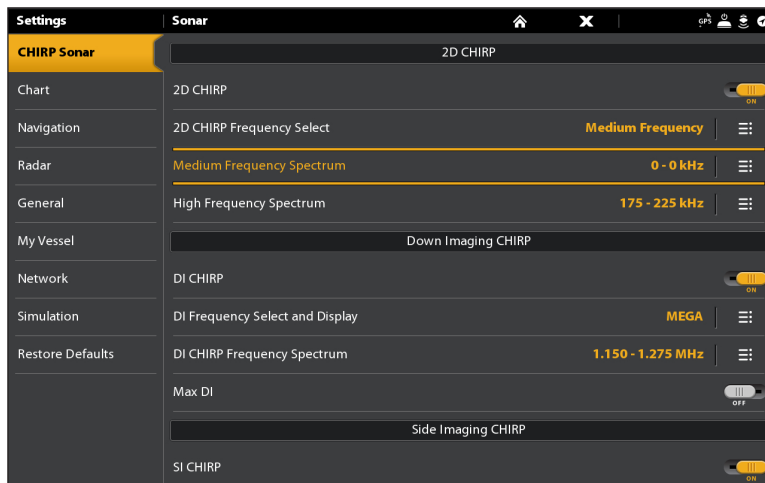 Settings
Sonar
GPS
CHIRP Sonar
2D CHIRP
Chart
2D CHIRP
ON
Navigation
2D CHIRP Frequency Select
Medium Frequency
Radar
Medium Frequency Spectrum
0 - 0 kHz
General
High Frequency Spectrum
175 - 225 kHz
My Vessel
Down Imaging CHIRP
Network
DI CHIRP
ON
Simulation
DI Frequency Select and Display
MEGA
Restore Defaults
DI CHIRP Frequency Spectrum
1.150 - 1.275 MHz
Max DI
OFF
Side Imaging CHIRP
SI CHIRP
ON